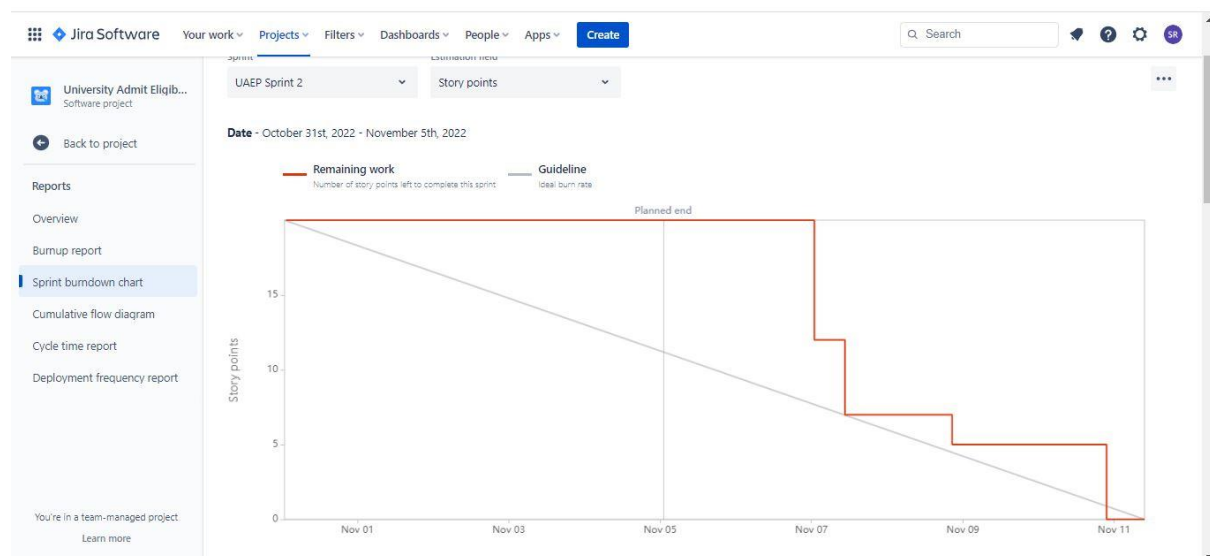 Jira Software Your work Projects Filters Dashboards People Apps Create Search SR
University Admit Eligib...
Software project
Back to project
Reports
Overview
Burnup report
Sprint burndown chart
Cumulative flow diagram
Cycle time report
Deployment frequency report
You're in a team-managed project
Learn more
Sprint Estimation field
UAEP Sprint 2 Story points
Date - October 31st, 2022 - November 5th, 2022
Remaining work
Number of story points left to complete this sprint
Guideline
Ideal burn rate
Planned end
Story points
15
10
5
0
Nov 01 Nov 03 Nov 05 Nov 07 Nov 09 Nov 11